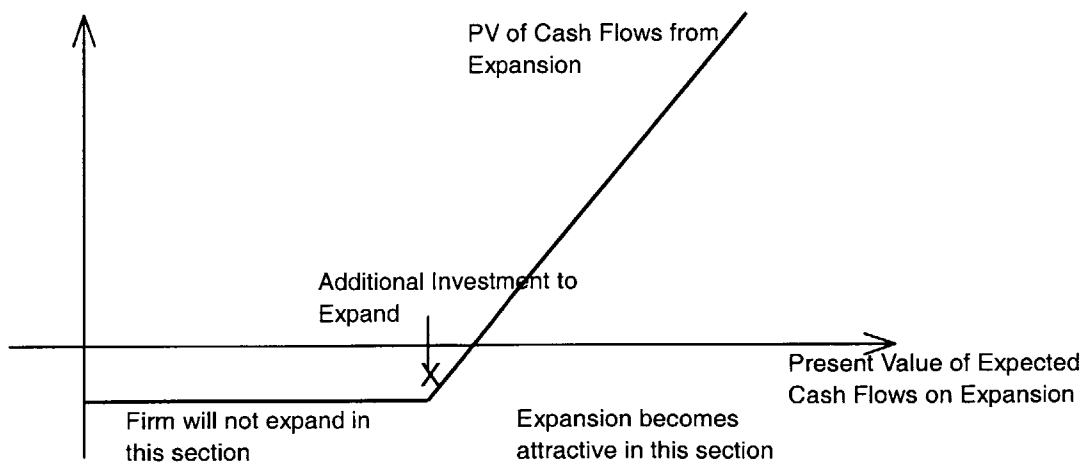 PV of Cash Flows from
Expansion
Additional Investment to
Expand
X
Present Value of Expected
Cash Flows on Expansion
Firm will not expand in
this section
Expansion becomes
attractive in this section